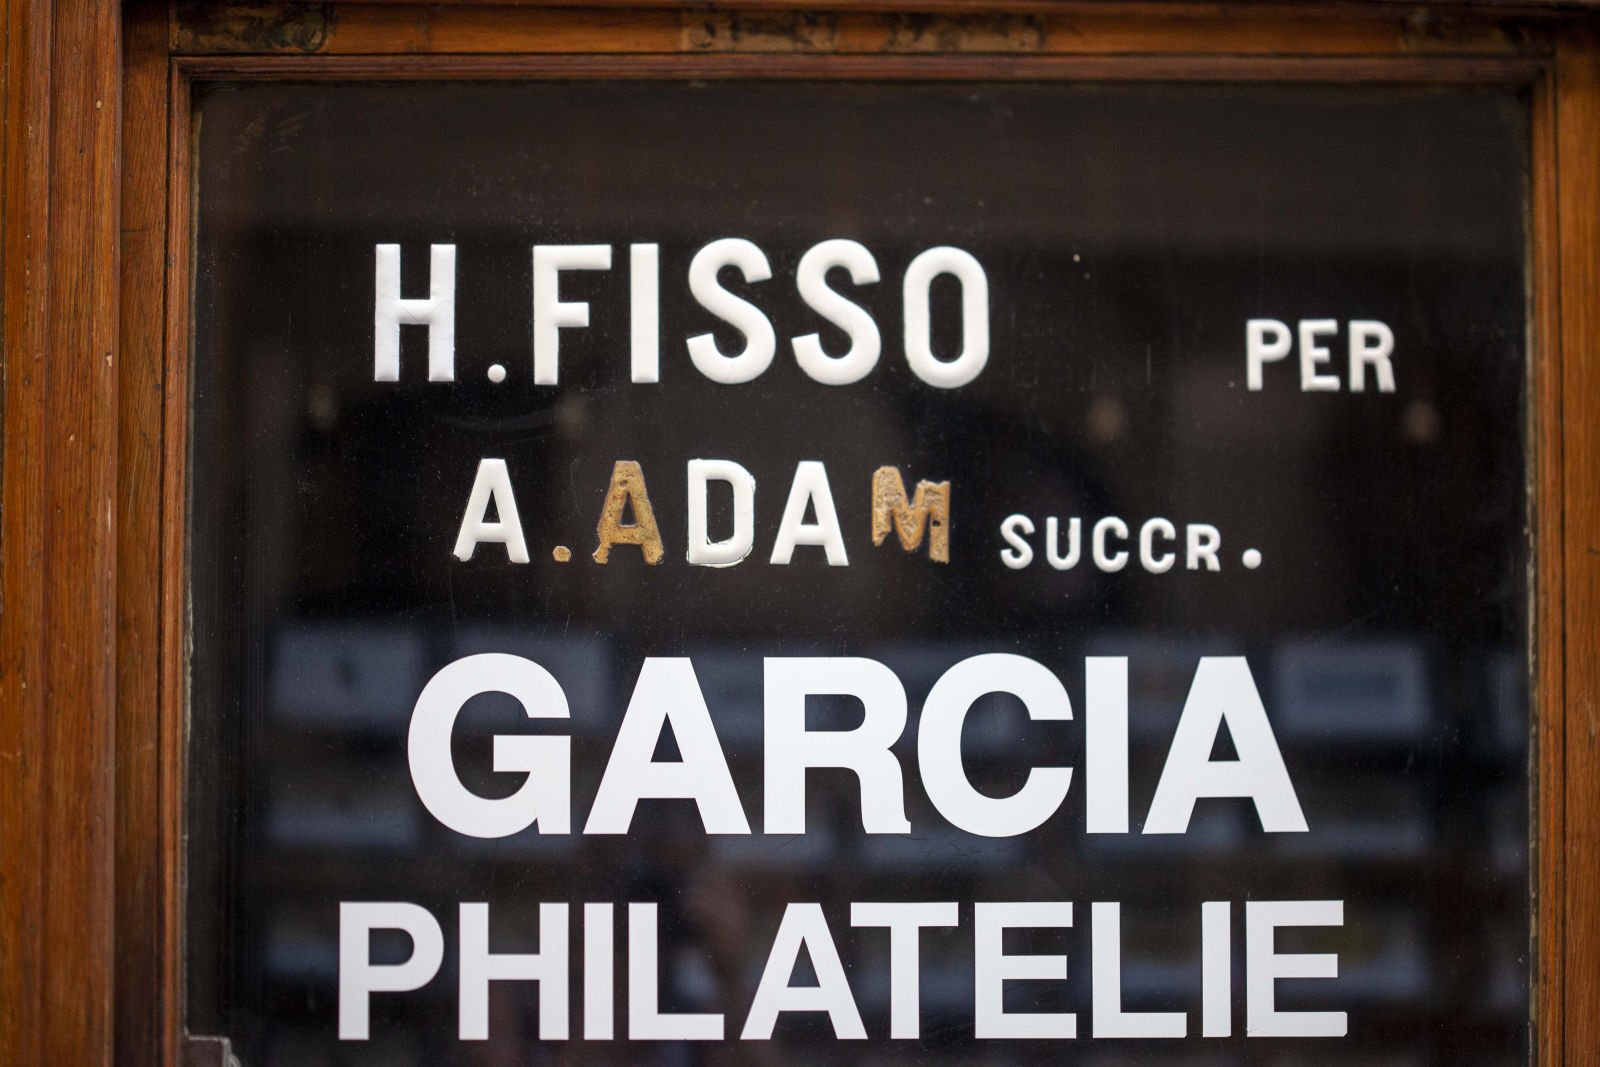 H. FISSO PER
A. ADAM SUCCR.
GARCIA
PHILATELIE